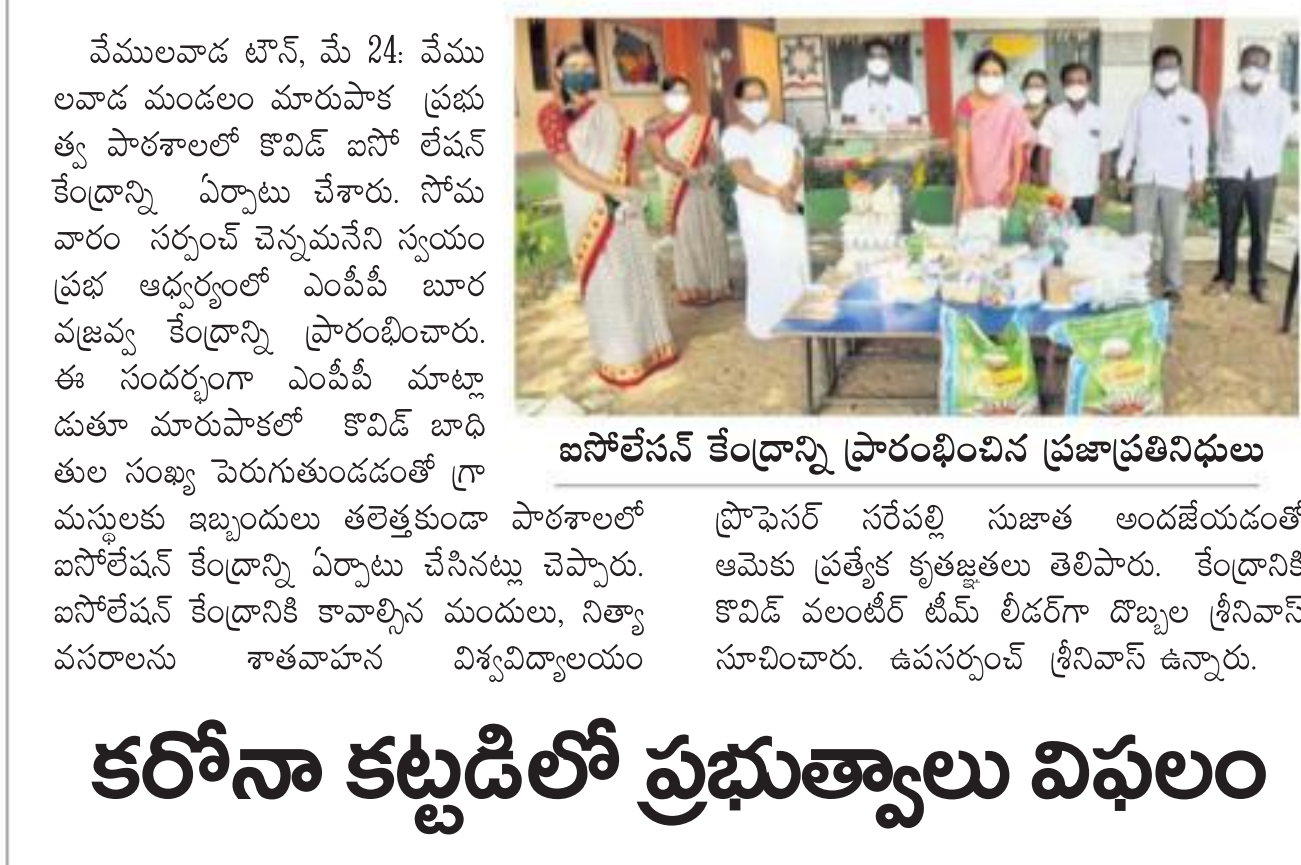 వేములవాడ టౌన్, మే 24: వేము
లవాడ మండలం మారుపాక ప్రభు
త్వ పాఠశాలలో కొవిడ్ ఐసో లేషన్
కేంద్రాన్ని ఏర్పాటు చేశారు. సోమ
వారం సర్పంచ్ చెన్నమనేని స్వయం
ప్రభ ఆధ్వర్యంలో ఎంపీపీ బూర
వజ్రవ్వ కేంద్రాన్ని ప్రారంభించారు.
ఈ సందర్భంగా ఎంపీపీ మాట్లా
డుతూ మారుపాకలో కొవిడ్ బాధి
తుల సంఖ్య పెరుగుతుండడంతో గ్రా
మస్థులకు ఇబ్బందులు తలెత్తకుండా పాఠశాలలో
ఐసోలేషన్ కేంద్రాన్ని ఏర్పాటు చేసినట్లు చెప్పారు.
ఐసోలేషన్ కేంద్రానికి కావాల్సిన మందులు, నిత్యా
వసరాలను శాతవాహన విశ్వవిద్యాలయం
ఐసోలేసన్ కేంద్రాన్ని ప్రారంభించిన ప్రజాప్రతినిధులు
ప్రొఫెసర్ సరేపల్లి సుజాత అందజేయడంతో
ఆమెకు ప్రత్యేక కృతజ్ఞతలు తెలిపారు. కేంద్రానికి
కొవిడ్ వలంటీర్ టీమ్ లీడర్‌గా దొబ్బల శ్రీనివాస్
సూచించారు. ఉపసర్పంచ్ శ్రీనివాస్ ఉన్నారు.
కరోనా కట్టడిలో ప్రభుత్వాలు విఫలం